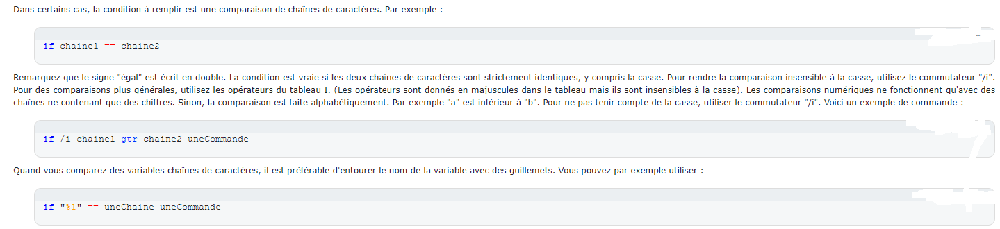 Dans certains cas, la condition à remplir est une comparaison de chaînes de caractères. Par exemple :
if chaine1 == chaine2
Remarquez que le signe "égal" est écrit en double. La condition est vraie si les deux chaînes de caractères sont strictement identiques, y compris la casse. Pour rendre la comparaison insensible à la casse, utilisez le commutateur "/i".
Pour des comparaisons plus générales, utilisez les opérateurs du tableau I. (Les opérateurs sont donnés en majuscules dans le tableau mais ils sont insensibles à la casse). Les comparaisons numériques ne fonctionnent qu'avec des
chaînes ne contenant que des chiffres. Sinon, la comparaison est faite alphabétiquement. Par exemple "a" est inférieur à "b". Pour ne pas tenir compte de la casse, utiliser le commutateur "/i". Voici un exemple de commande :
if /i chaine1 gtr chaine2 uneCommande
Quand vous comparez des variables chaînes de caractères, il est préférable d'entourer le nom de la variable avec des guillemets. Vous pouvez par exemple utiliser :
if "%1" == uneChaine uneCommande